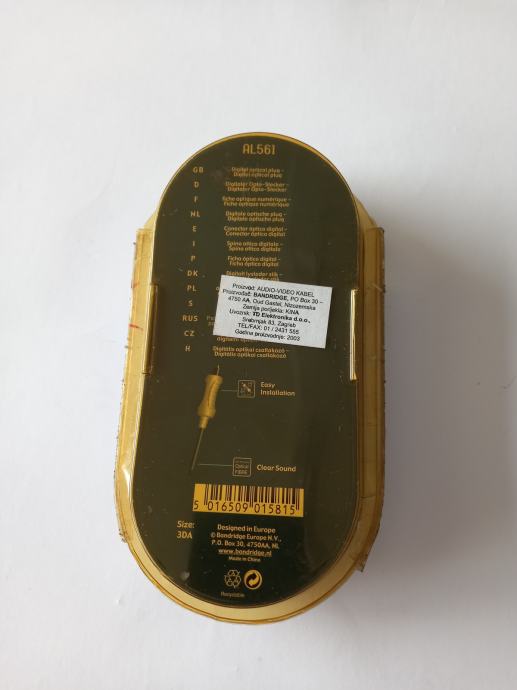 AL561
GB
Digital optical plug -
Digital optical plug
D
Digitaler Opto-Stecker -
Digitaler Opto-Stecker
F
Fiche optique numérique -
Fiche optique numérique
NL
Digitale optische plug -
Digitale optische plug
E
Conector óptico digital -
Conector óptico digital
I
Spina ottica digitale -
Spina ottica digitale
P
Ficha óptica digital -
Ficha óptica digital
DK
Digitalt lysleder stik -
PL
S
RUS
CZ
H
Digitális optikai csatlakozó -
Digitális optikai csatlakozó
Proizvod: AUDIO-VIDEO KABEL
Proizvođač: BANDRIDGE, PO Box 30 –
4750 AA, Oud Gastel, Nizozemska
Zemlja porijekla: KINA
Uvoznik: TD Elektronika d.o.o.,
Srebrnjak 83, Zagreb
TEL/FAX: 01 / 2431 555
Godina proizvodnje: 2003
Easy
Installation
Optical
FIBRE
Clear Sound
5 016509 015815
Size:
3DA
Designed in Europe
© Bandridge Europe N.V.,
P.O. Box 30, 4750AA, NL
www.bandridge.nl
Made in China
Recyclable